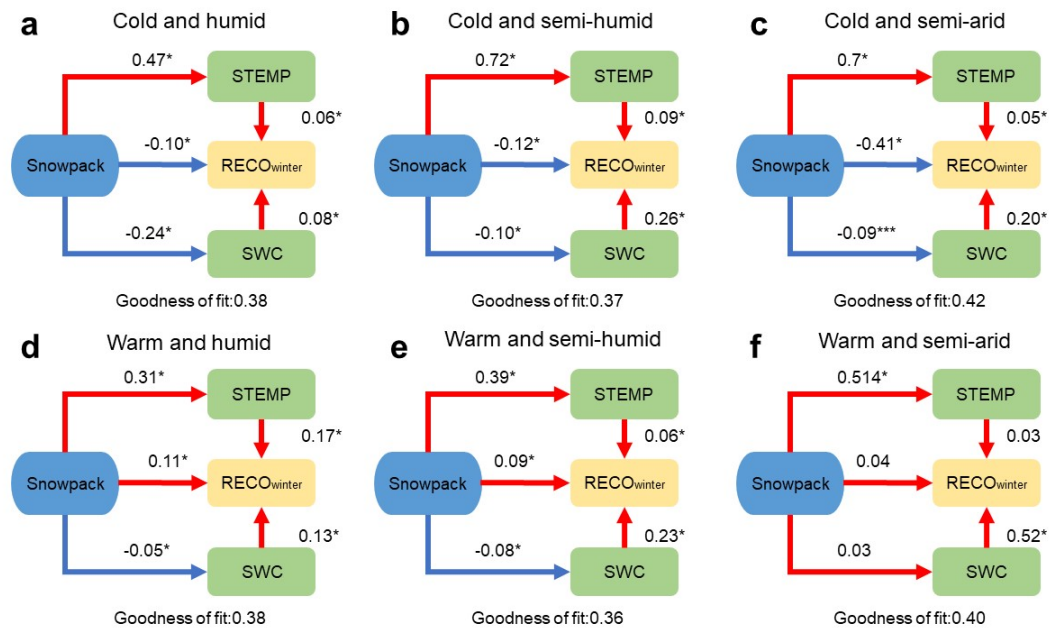 a Cold and humid
0.47*
STEMP
0.06*
Snowpack
-0.10*
RECOwinter
0.08*
-0.24*
SWC
Goodness of fit:0.38
b Cold and semi-humid
0.72*
STEMP
0.09*
Snowpack
-0.12*
RECOwinter
0.26*
-0.10*
SWC
Goodness of fit:0.37
c Cold and semi-arid
0.7*
STEMP
0.05*
Snowpack
-0.41*
RECOwinter
0.20*
-0.09***
SWC
Goodness of fit:0.42
d Warm and humid
0.31*
STEMP
0.17*
Snowpack
0.11*
RECOwinter
0.13*
-0.05*
SWC
Goodness of fit:0.38
e Warm and semi-humid
0.39*
STEMP
0.06*
Snowpack
0.09*
RECOwinter
0.23*
-0.08*
SWC
Goodness of fit:0.36
f Warm and semi-arid
0.514*
STEMP
0.03
Snowpack
0.04
RECOwinter
0.52*
0.03
SWC
Goodness of fit:0.40